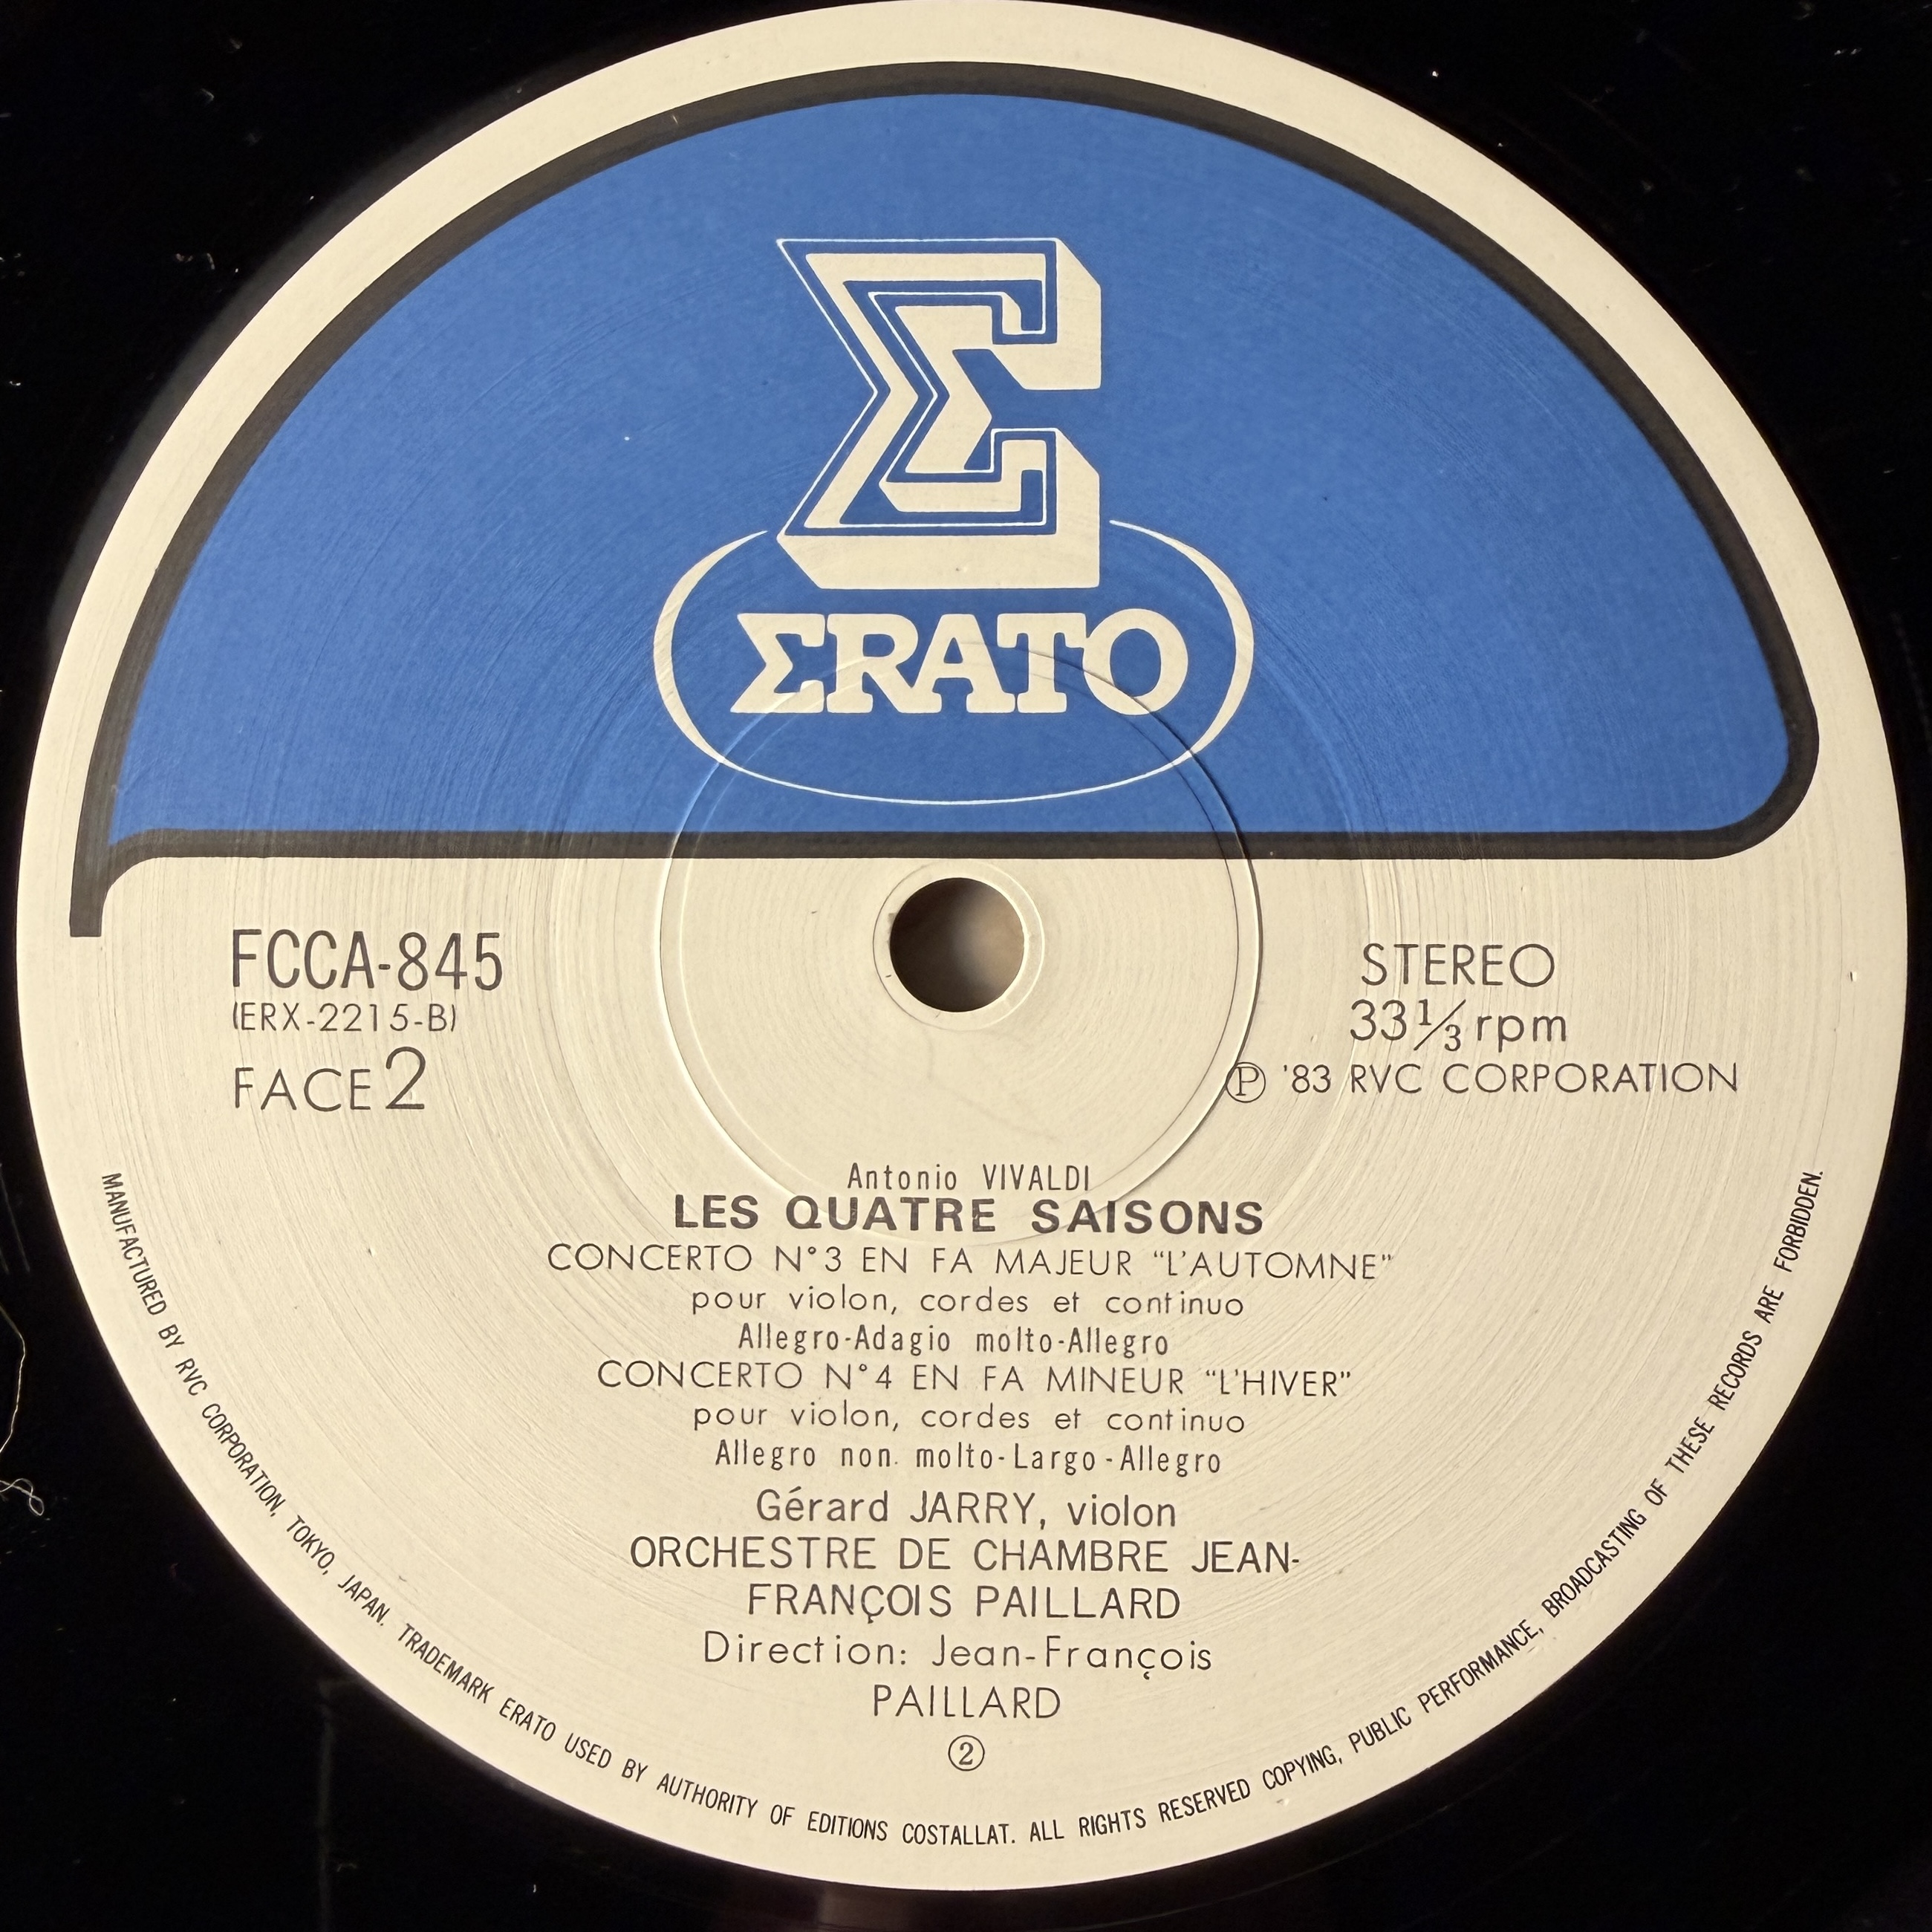 Σ
ΣRATO
FCCA-845
(ERX-2215-B)
FACE 2
STEREO
33⅓ rpm
Ⓟ '83 RVC CORPORATION
Antonio VIVALDI
LES QUATRE SAISONS
CONCERTO N°3 EN FA MAJEUR “L'AUTOMNE”
pour violon, cordes et continuo
Allegro-Adagio molto-Allegro
CONCERTO N°4 EN FA MINEUR “L'HIVER”
pour violon, cordes et continuo
Allegro non molto-Largo-Allegro
Gérard JARRY, violon
ORCHESTRE DE CHAMBRE JEAN-
FRANÇOIS PAILLARD
Direction: Jean-François
PAILLARD
②
MANUFACTURED BY RVC CORPORATION, TOKYO, JAPAN. TRADEMARK ERATO USED BY AUTHORITY OF EDITIONS COSTALLAT. ALL RIGHTS RESERVED COPYING, PUBLIC PERFORMANCE, BROADCASTING OF THESE RECORDS ARE FORBIDDEN.